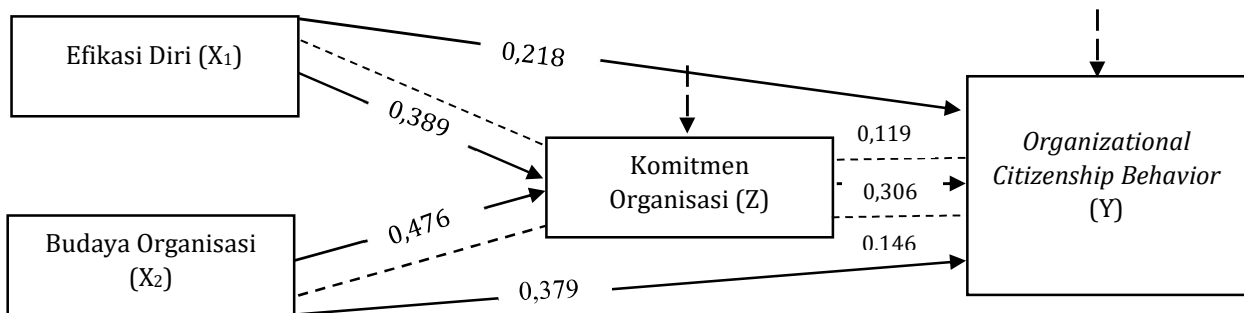 Efikasi Diri (X₁)
0,218
0,389
0,119
Komitmen
Organisasi (Z)
Organizational
Citizenship Behavior
(Y)
0,306
0,476
Budaya Organisasi
(X₂)
0.146
0,379